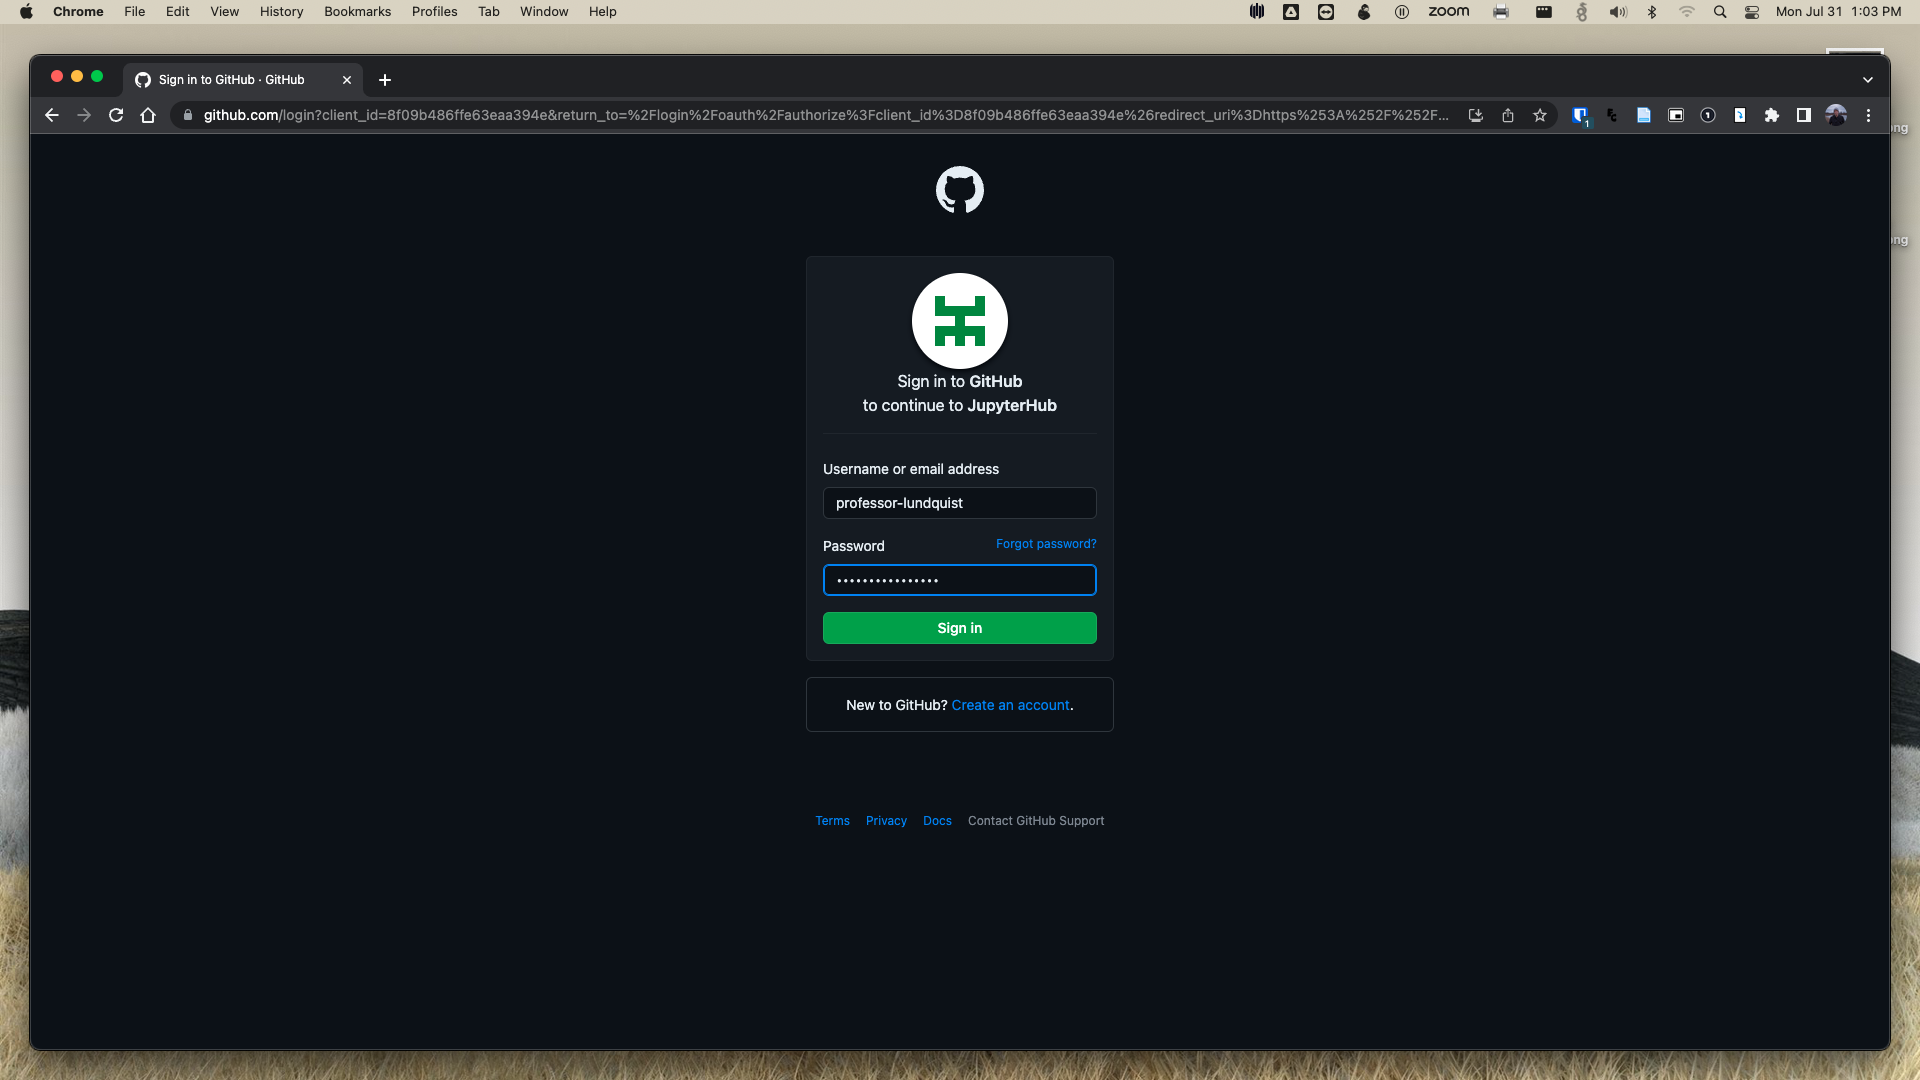 Chrome File Edit View History Bookmarks Profiles Tab Window Help zoom Mon Jul 31 1:03 PM
Sign in to GitHub · GitHub
github.com/login?client_id=8f09b486ffe63eaa394e&return_to=%2Flogin%2Foauth%2Fauthorize%3Fclient_id%3D8f09b486ffe63eaa394e%26redirect_uri%3Dhttps%253A%252F%252F...
1
ong
ong
Sign in to GitHub
to continue to JupyterHub
Username or email address
professor-lundquist
Password Forgot password?
Sign in
New to GitHub? Create an account.
Terms Privacy Docs Contact GitHub Support